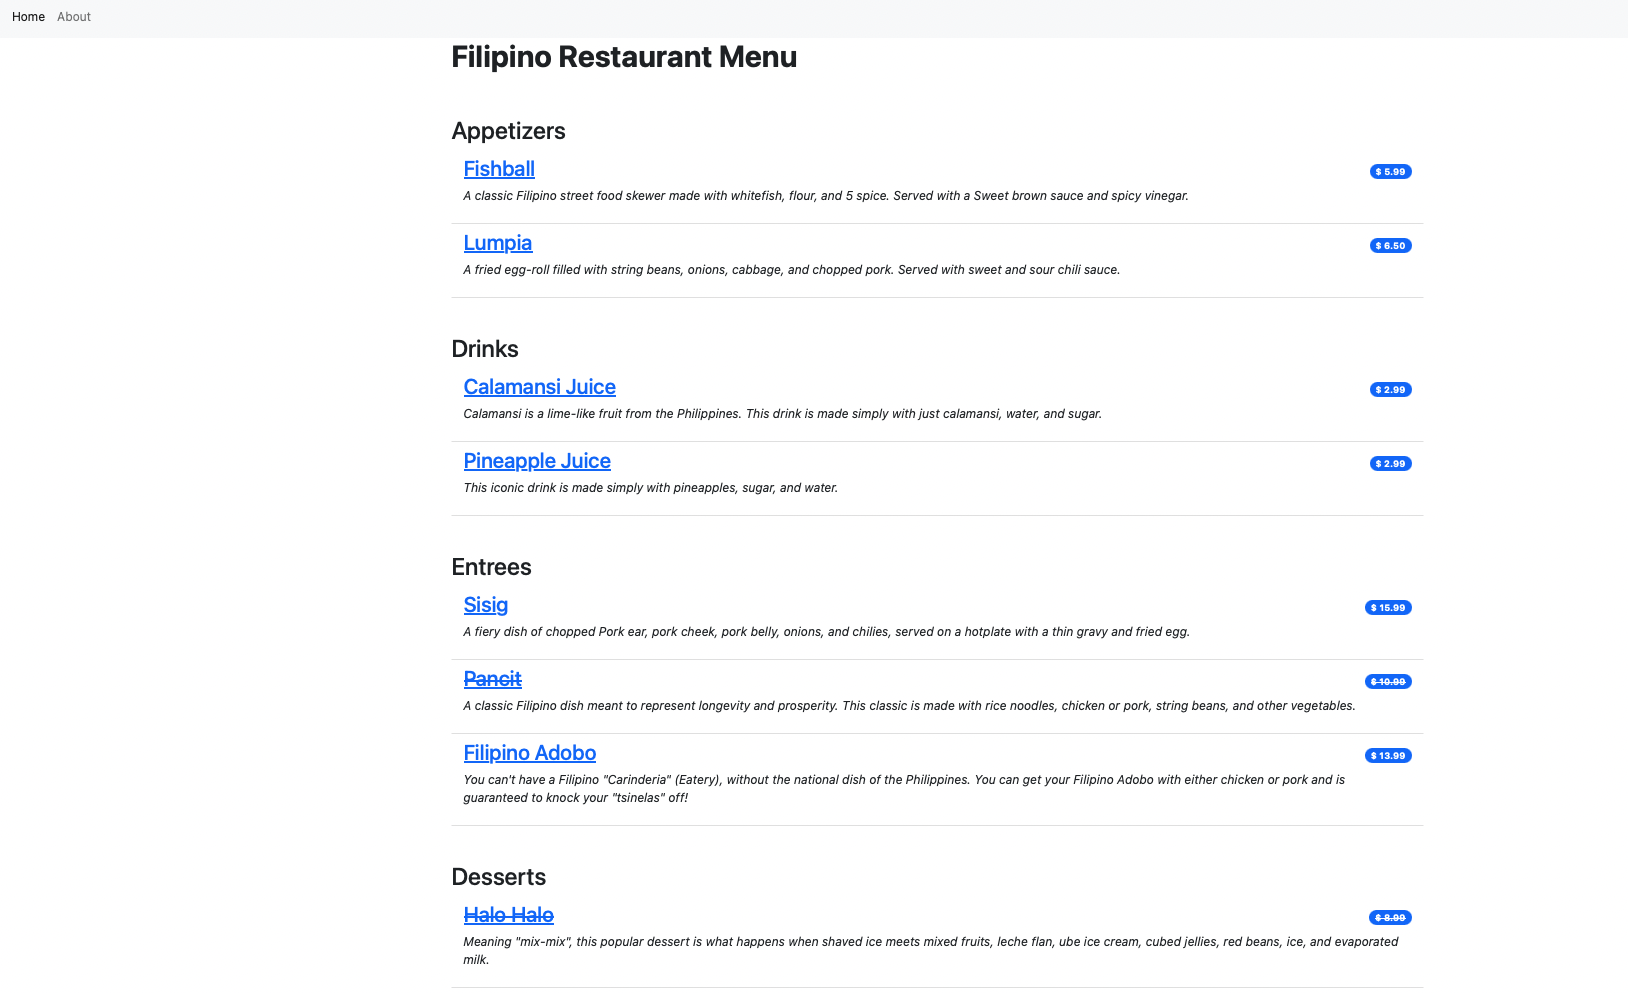 Home About
Filipino Restaurant Menu
Appetizers
Fishball $ 5.99
A classic Filipino street food skewer made with whitefish, flour, and 5 spice. Served with a Sweet brown sauce and spicy vinegar.
Lumpia $ 6.50
A fried egg-roll filled with string beans, onions, cabbage, and chopped pork. Served with sweet and sour chili sauce.
Drinks
Calamansi Juice $ 2.99
Calamansi is a lime-like fruit from the Philippines. This drink is made simply with just calamansi, water, and sugar.
Pineapple Juice $ 2.99
This iconic drink is made simply with pineapples, sugar, and water.
Entrees
Sisig $ 15.99
A fiery dish of chopped Pork ear, pork cheek, pork belly, onions, and chilies, served on a hotplate with a thin gravy and fried egg.
Pancit $ 10.99
A classic Filipino dish meant to represent longevity and prosperity. This classic is made with rice noodles, chicken or pork, string beans, and other vegetables.
Filipino Adobo $ 13.99
You can't have a Filipino "Carinderia" (Eatery), without the national dish of the Philippines. You can get your Filipino Adobo with either chicken or pork and is
guaranteed to knock your "tsinelas" off!
Desserts
Halo Halo $ 8.99
Meaning "mix-mix", this popular dessert is what happens when shaved ice meets mixed fruits, leche flan, ube ice cream, cubed jellies, red beans, ice, and evaporated
milk.